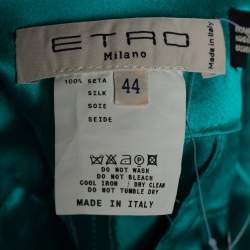 ETRO
Milano
Made in Italy
100% SETA
SILK
SOIE
SEIDE
44
DO NOT WASH
DO NOT BLEACH
COOL IRON / DRY CLEAN
DO NOT TUMBLE DRY
MADE IN ITALY